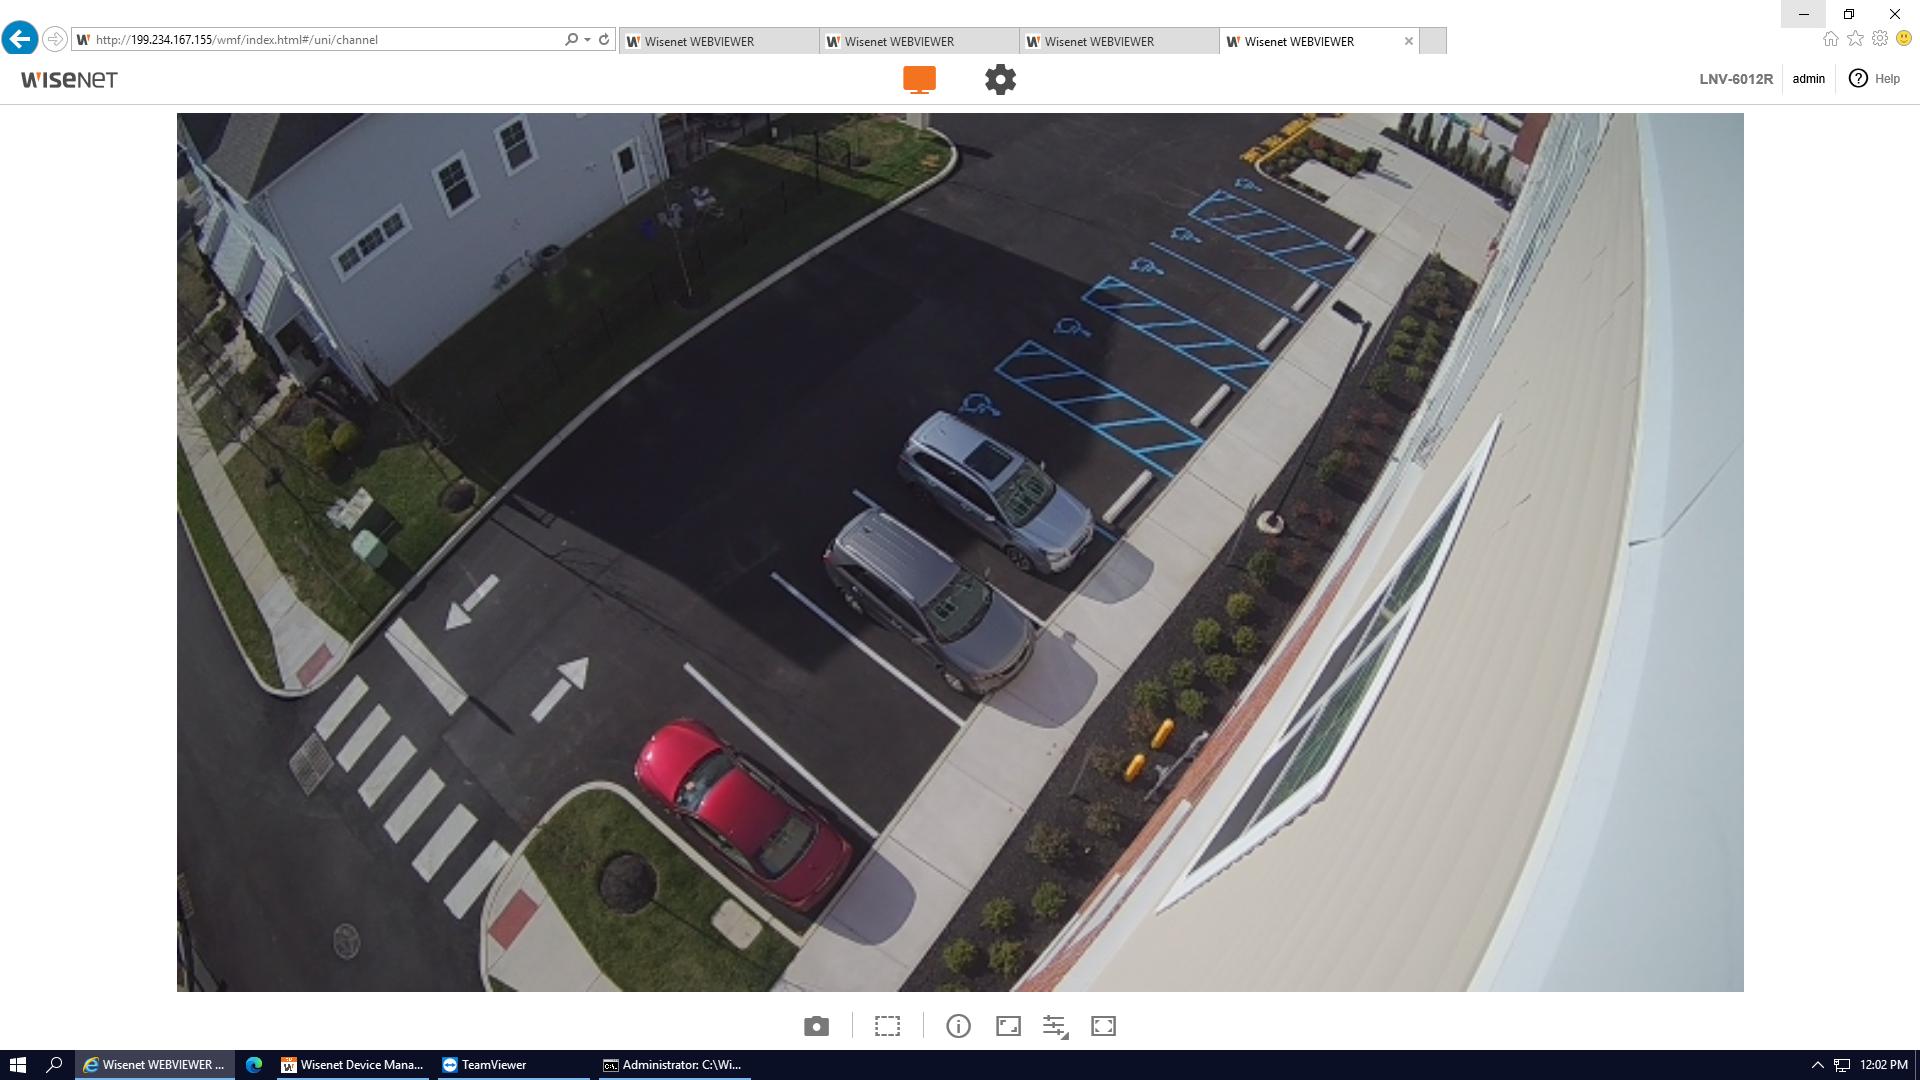 http://199.234.167.155/wmf/index.html#/uni/channel
Wisenet WEBVIEWER
Wisenet WEBVIEWER
Wisenet WEBVIEWER
Wisenet WEBVIEWER
WISENET
LNV-6012R
admin
Help
Wisenet WEBVIEWER ...
Wisenet Device Mana...
TeamViewer
Administrator: C:\Wi...
12:02 PM